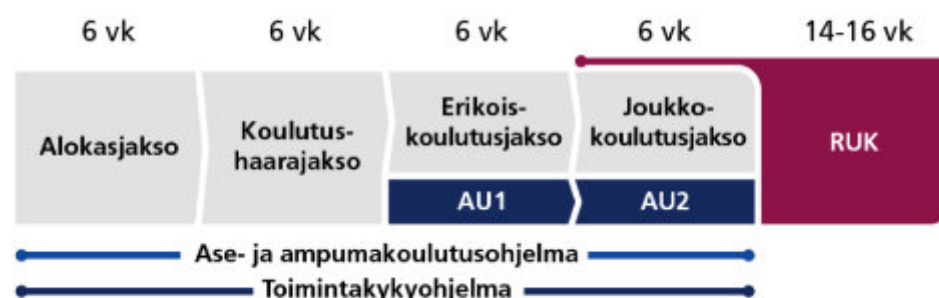 6 vk
6 vk
6 vk
6 vk
14-16 vk
Alokasjakso
Koulutus-
haarajakso
Erikois-
koulutusjakso
Joukko-
koulutusjakso
RUK
AU1
AU2
Ase- ja ampumakoulutusohjelma
Toimintakykyohjelma